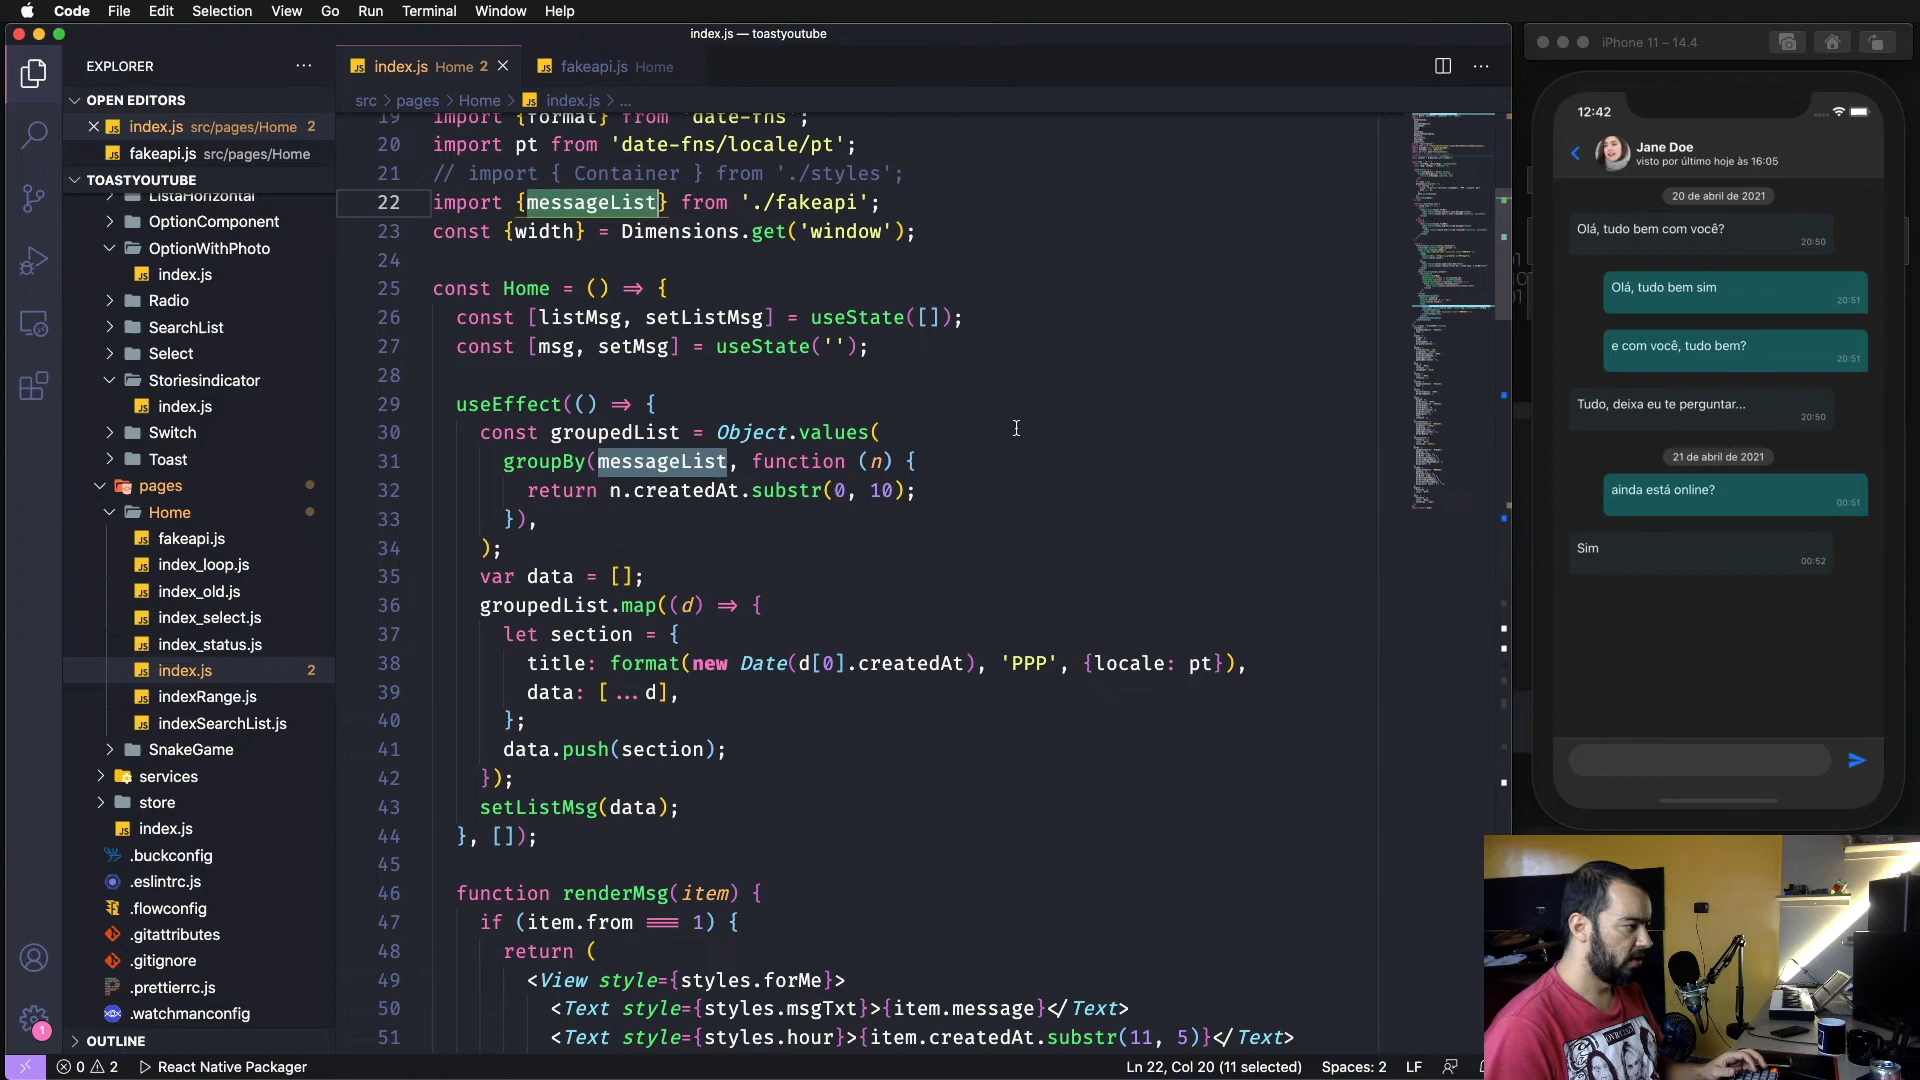 Code File Edit Selection View Go Run Terminal Window Help
index.js — toastyoutube
EXPLORER
OPEN EDITORS
index.js src/pages/Home 2
fakeapi.js src/pages/Home
TOASTYOUTUBE
ListaHorizontal
OptionComponent
OptionWithPhoto
index.js
Radio
SearchList
Select
Storiesindicator
index.js
Switch
Toast
pages
Home
fakeapi.js
index_loop.js
index_old.js
index_select.js
index_status.js
index.js 2
indexRange.js
indexSearchList.js
SnakeGame
services
store
index.js
.buckconfig
.eslintrc.js
.flowconfig
.gitattributes
.gitignore
.prettierrc.js
.watchmanconfig
OUTLINE
index.js Home 2
fakeapi.js Home
src > pages > Home > index.js > ...
19 import {format} from 'date-fns';
20 import pt from 'date-fns/locale/pt';
21 // import { Container } from './styles';
22 import {messageList} from './fakeapi';
23 const {width} = Dimensions.get('window');
24
25 const Home = () => {
26 const [listMsg, setListMsg] = useState([]);
27 const [msg, setMsg] = useState('');
28
29 useEffect(() => {
30 const groupedList = Object.values(
31 groupBy(messageList, function (n) {
32 return n.createdAt.substr(0, 10);
33 }),
34 );
35 var data = [];
36 groupedList.map((d) => {
37 let section = {
38 title: format(new Date(d[0].createdAt), 'PPP', {locale: pt}),
39 data: [...d],
40 };
41 data.push(section);
42 });
43 setListMsg(data);
44 }, []);
45
46 function renderMsg(item) {
47 if (item.from === 1) {
48 return (
49 <View style={styles.forMe}>
50 <Text style={styles.msgTxt}>{item.message}</Text>
51 <Text style={styles.hour}>{item.createdAt.substr(11, 5)}</Text>
1
0 2 React Native Packager
Ln 22, Col 20 (11 selected) Spaces: 2 LF
iPhone 11 – 14.4
12:42
Jane Doe
visto por último hoje às 16:05
20 de abril de 2021
Olá, tudo bem com você?
20:50
Olá, tudo bem sim
20:51
e com você, tudo bem?
20:51
Tudo, deixa eu te perguntar...
20:50
21 de abril de 2021
ainda está online?
00:51
Sim
00:52